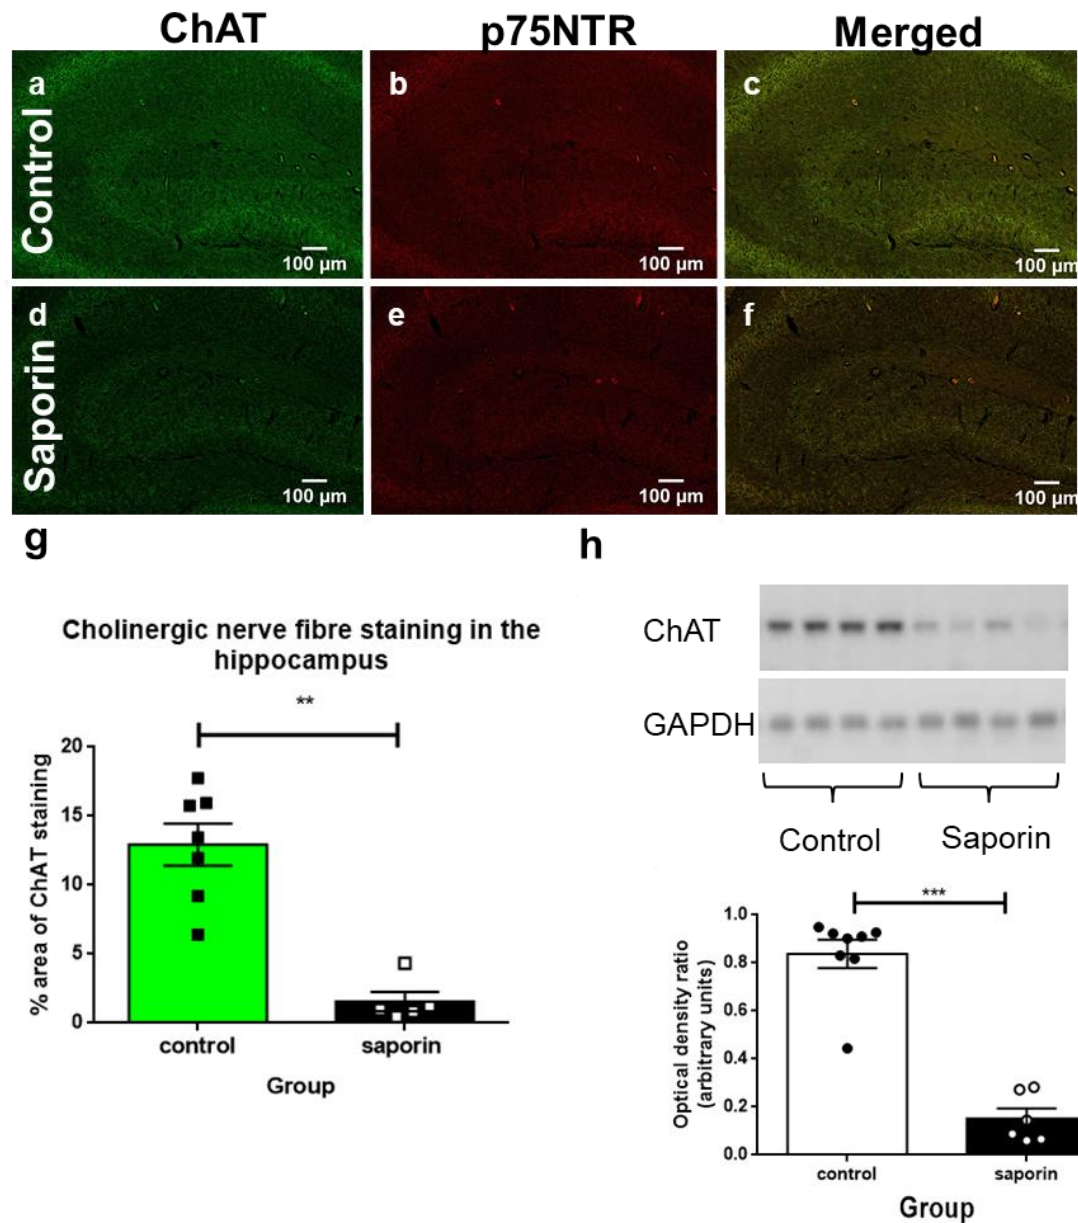 ChAT
p75NTR
Merged
Control
a
b
c
100 µm
100 µm
100 µm
Saporin
d
e
f
100 µm
100 µm
100 µm
g
h
Cholinergic nerve fibre staining in the
hippocampus
**
% area of ChAT staining
20
15
10
5
0
control
saporin
Group
ChAT
GAPDH
Control
Saporin
***
Optical density ratio
(arbitrary units)
1.0
0.8
0.6
0.4
0.2
0.0
control
saporin
Group